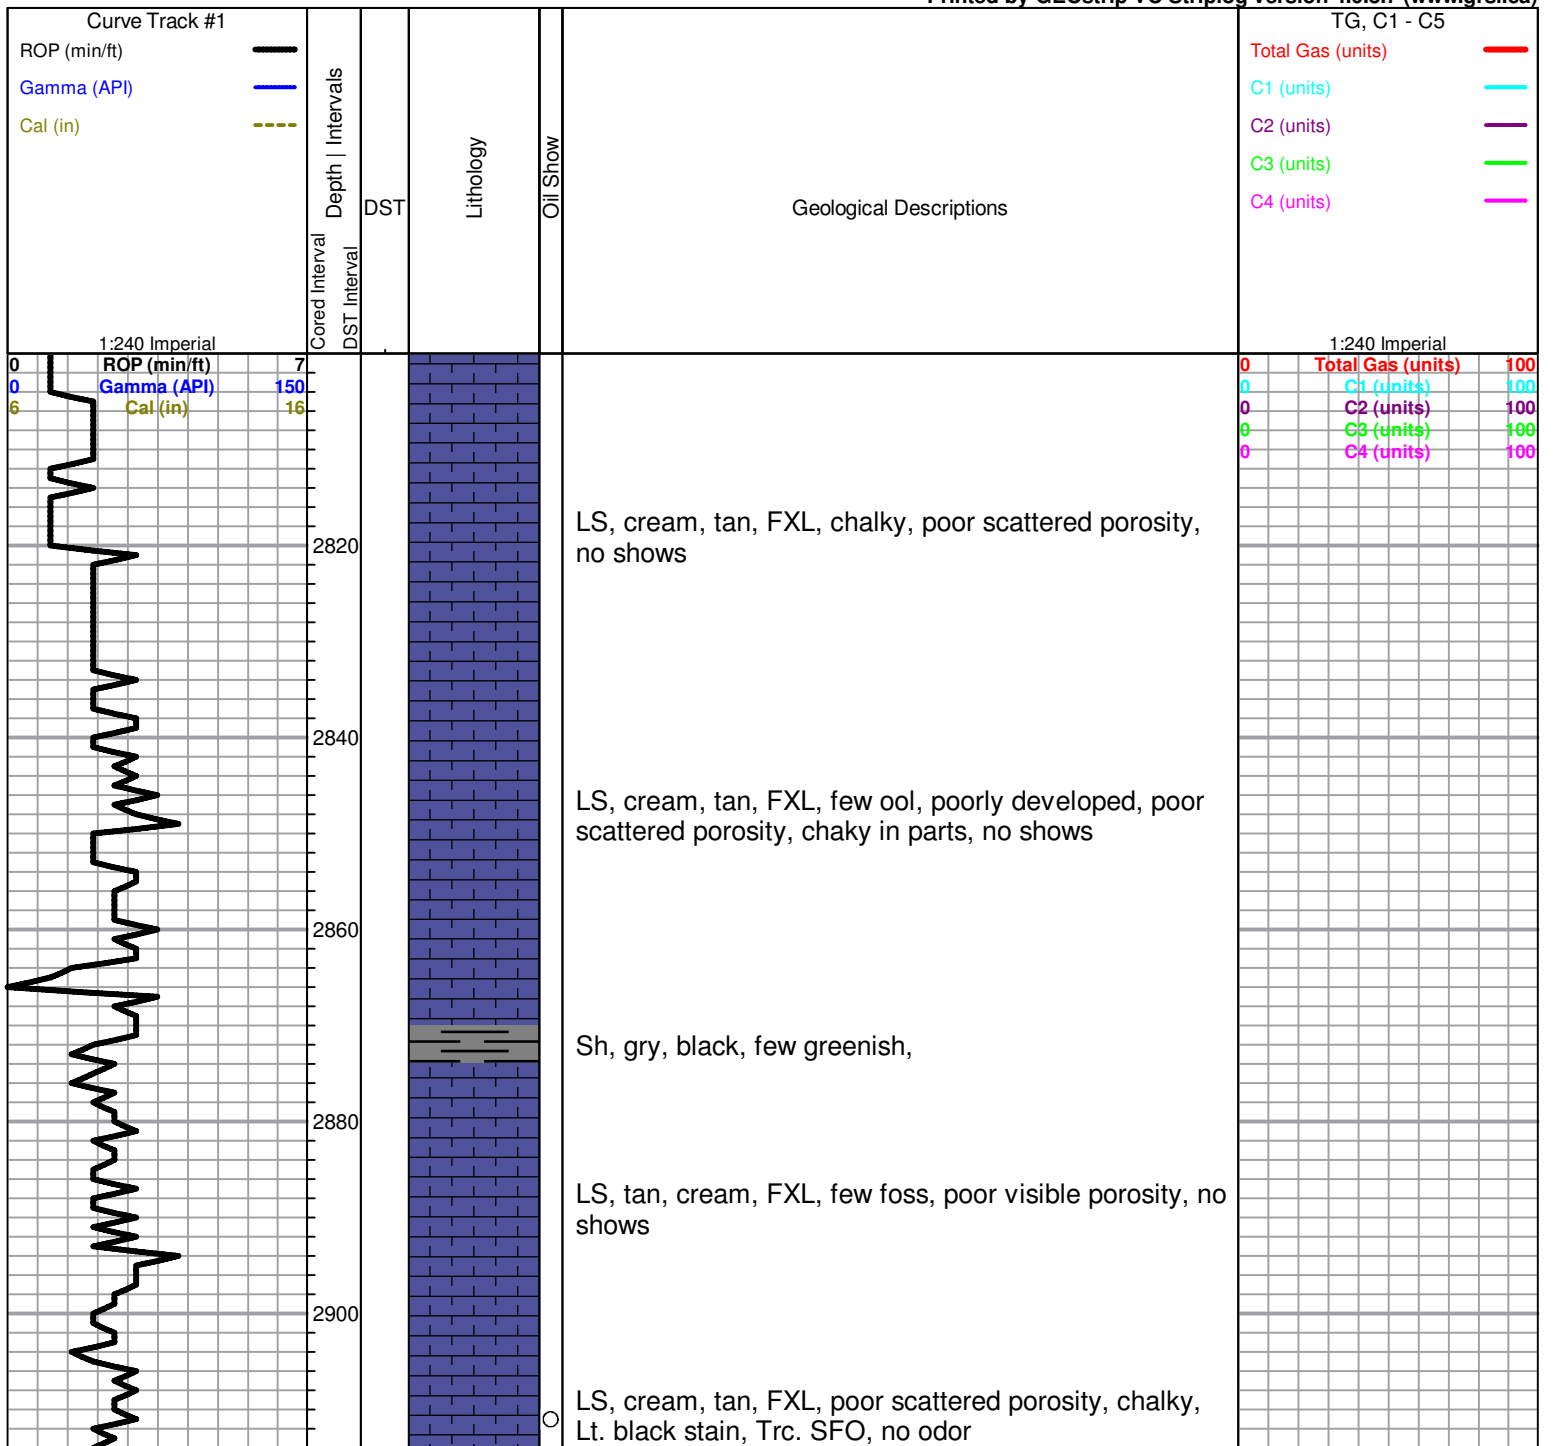 Curve Track #1
ROP (min/ft)
Gamma (API)
Cal (in)
1:240 Imperial
Cored Interval
Depth | Intervals
DST Interval
DST
Lithology
Oil Show
Geological Descriptions
TG, C1 - C5
Total Gas (units)
C1 (units)
C2 (units)
C3 (units)
C4 (units)
1:240 Imperial
0 ROP (min/ft) 7
0 Gamma (API) 150
6 Cal (in) 16
0 Total Gas (units) 100
0 C1 (units) 100
0 C2 (units) 100
0 C3 (units) 100
0 C4 (units) 100
LS, cream, tan, FXL, chalky, poor scattered porosity,
no shows
2820
2840
LS, cream, tan, FXL, few ool, poorly developed, poor
scattered porosity, chaky in parts, no shows
2860
Sh, gry, black, few greenish,
2880
LS, tan, cream, FXL, few foss, poor visible porosity, no
shows
2900
LS, cream, tan, FXL, poor scattered porosity, chalky,
Lt. black stain, Trc. SFO, no odor